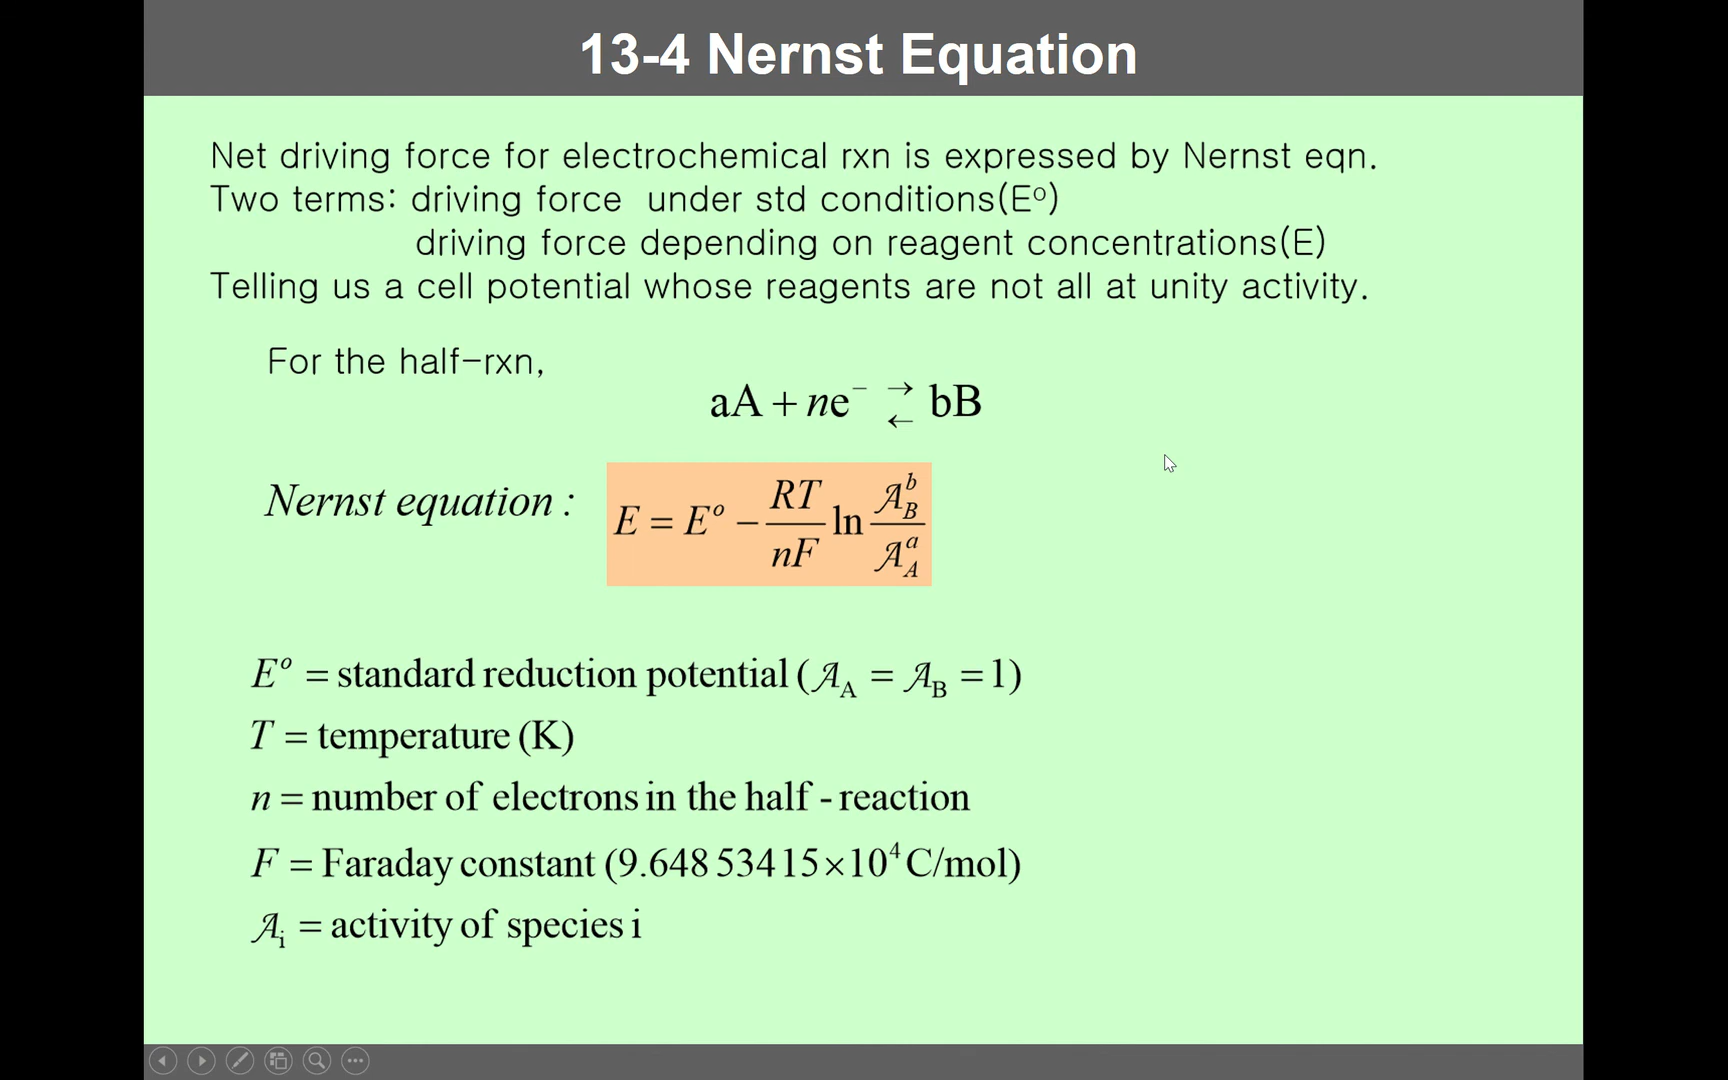 13-4 Nernst Equation
Net driving force for electrochemical rxn is expressed by Nernst eqn.
Two terms: driving force under std conditions(Eº)
driving force depending on reagent concentrations(E)
Telling us a cell potential whose reagents are not all at unity activity.
For the half-rxn,
aA + ne⁻ ⇄ bB
Nernst equation : E = Eº − RT/nF ln 𝒜_B^b/𝒜_A^a
Eº = standard reduction potential (𝒜_A = 𝒜_B = 1)
T = temperature (K)
n = number of electrons in the half - reaction
F = Faraday constant (9.648 534 15×10⁴ C/mol)
𝒜_i = activity of species i